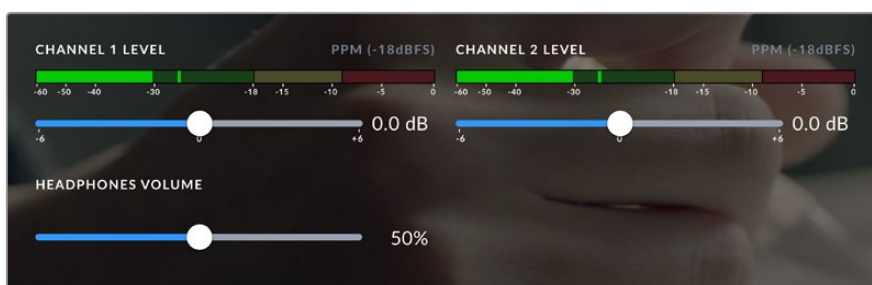 CHANNEL 1 LEVEL PPM (-18dBFS)
-60 -50 -40 -30 -18 -15 -10 -5 0
-6 0 +6 0.0 dB
CHANNEL 2 LEVEL PPM (-18dBFS)
-60 -50 -40 -30 -18 -15 -10 -5 0
-6 0 +6 0.0 dB
HEADPHONES VOLUME
50%